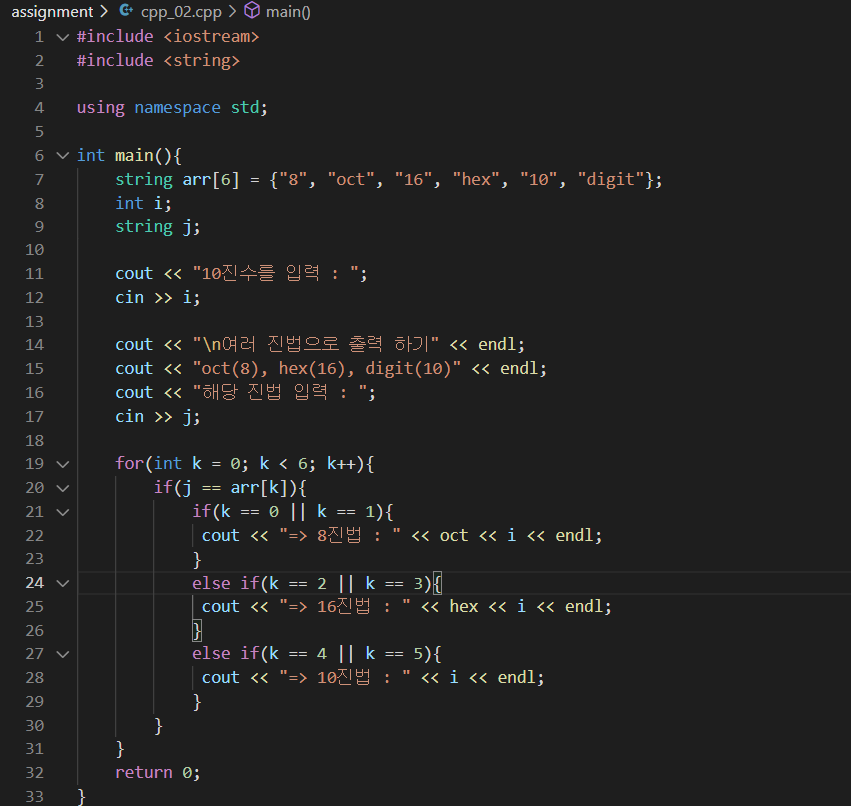 assignment > cpp_02.cpp > main()
1 #include <iostream>
2 #include <string>
3
4 using namespace std;
5
6 int main(){
7 string arr[6] = {"8", "oct", "16", "hex", "10", "digit"};
8 int i;
9 string j;
10
11 cout << "10진수를 입력 : ";
12 cin >> i;
13
14 cout << "\n여러 진법으로 출력 하기" << endl;
15 cout << "oct(8), hex(16), digit(10)" << endl;
16 cout << "해당 진법 입력 : ";
17 cin >> j;
18
19 for(int k = 0; k < 6; k++){
20 if(j == arr[k]){
21 if(k == 0 || k == 1){
22 cout << "=> 8진법 : " << oct << i << endl;
23 }
24 else if(k == 2 || k == 3){
25 cout << "=> 16진법 : " << hex << i << endl;
26 }
27 else if(k == 4 || k == 5){
28 cout << "=> 10진법 : " << i << endl;
29 }
30 }
31 }
32 return 0;
33 }